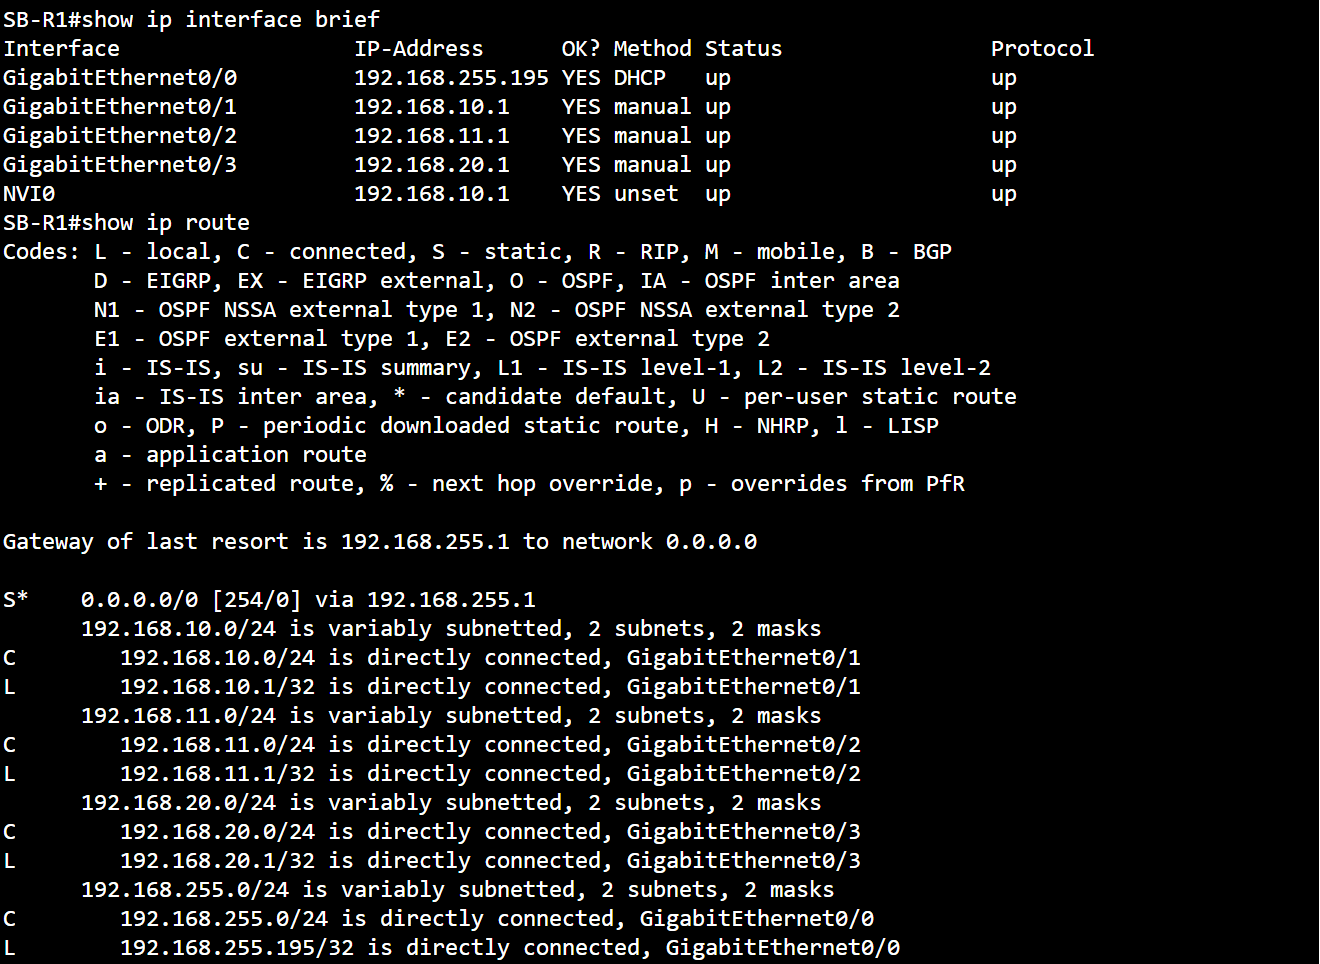 SB-R1#show ip interface brief
Interface                  IP-Address      OK? Method Status                Protocol
GigabitEthernet0/0         192.168.255.195 YES DHCP   up                    up
GigabitEthernet0/1         192.168.10.1    YES manual up                    up
GigabitEthernet0/2         192.168.11.1    YES manual up                    up
GigabitEthernet0/3         192.168.20.1    YES manual up                    up
NVI0                       192.168.10.1    YES unset  up                    up
SB-R1#show ip route
Codes: L - local, C - connected, S - static, R - RIP, M - mobile, B - BGP
       D - EIGRP, EX - EIGRP external, O - OSPF, IA - OSPF inter area
       N1 - OSPF NSSA external type 1, N2 - OSPF NSSA external type 2
       E1 - OSPF external type 1, E2 - OSPF external type 2
       i - IS-IS, su - IS-IS summary, L1 - IS-IS level-1, L2 - IS-IS level-2
       ia - IS-IS inter area, * - candidate default, U - per-user static route
       o - ODR, P - periodic downloaded static route, H - NHRP, l - LISP
       a - application route
       + - replicated route, % - next hop override, p - overrides from PfR

Gateway of last resort is 192.168.255.1 to network 0.0.0.0

S*    0.0.0.0/0 [254/0] via 192.168.255.1
      192.168.10.0/24 is variably subnetted, 2 subnets, 2 masks
C        192.168.10.0/24 is directly connected, GigabitEthernet0/1
L        192.168.10.1/32 is directly connected, GigabitEthernet0/1
      192.168.11.0/24 is variably subnetted, 2 subnets, 2 masks
C        192.168.11.0/24 is directly connected, GigabitEthernet0/2
L        192.168.11.1/32 is directly connected, GigabitEthernet0/2
      192.168.20.0/24 is variably subnetted, 2 subnets, 2 masks
C        192.168.20.0/24 is directly connected, GigabitEthernet0/3
L        192.168.20.1/32 is directly connected, GigabitEthernet0/3
      192.168.255.0/24 is variably subnetted, 2 subnets, 2 masks
C        192.168.255.0/24 is directly connected, GigabitEthernet0/0
L        192.168.255.195/32 is directly connected, GigabitEthernet0/0